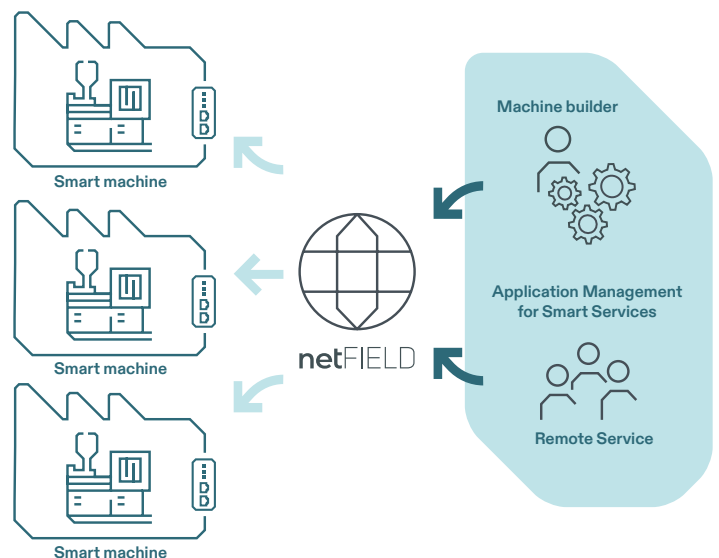 Smart machine
Smart machine
Smart machine
netFIELD
Machine builder
Application Management
for Smart Services
Remote Service